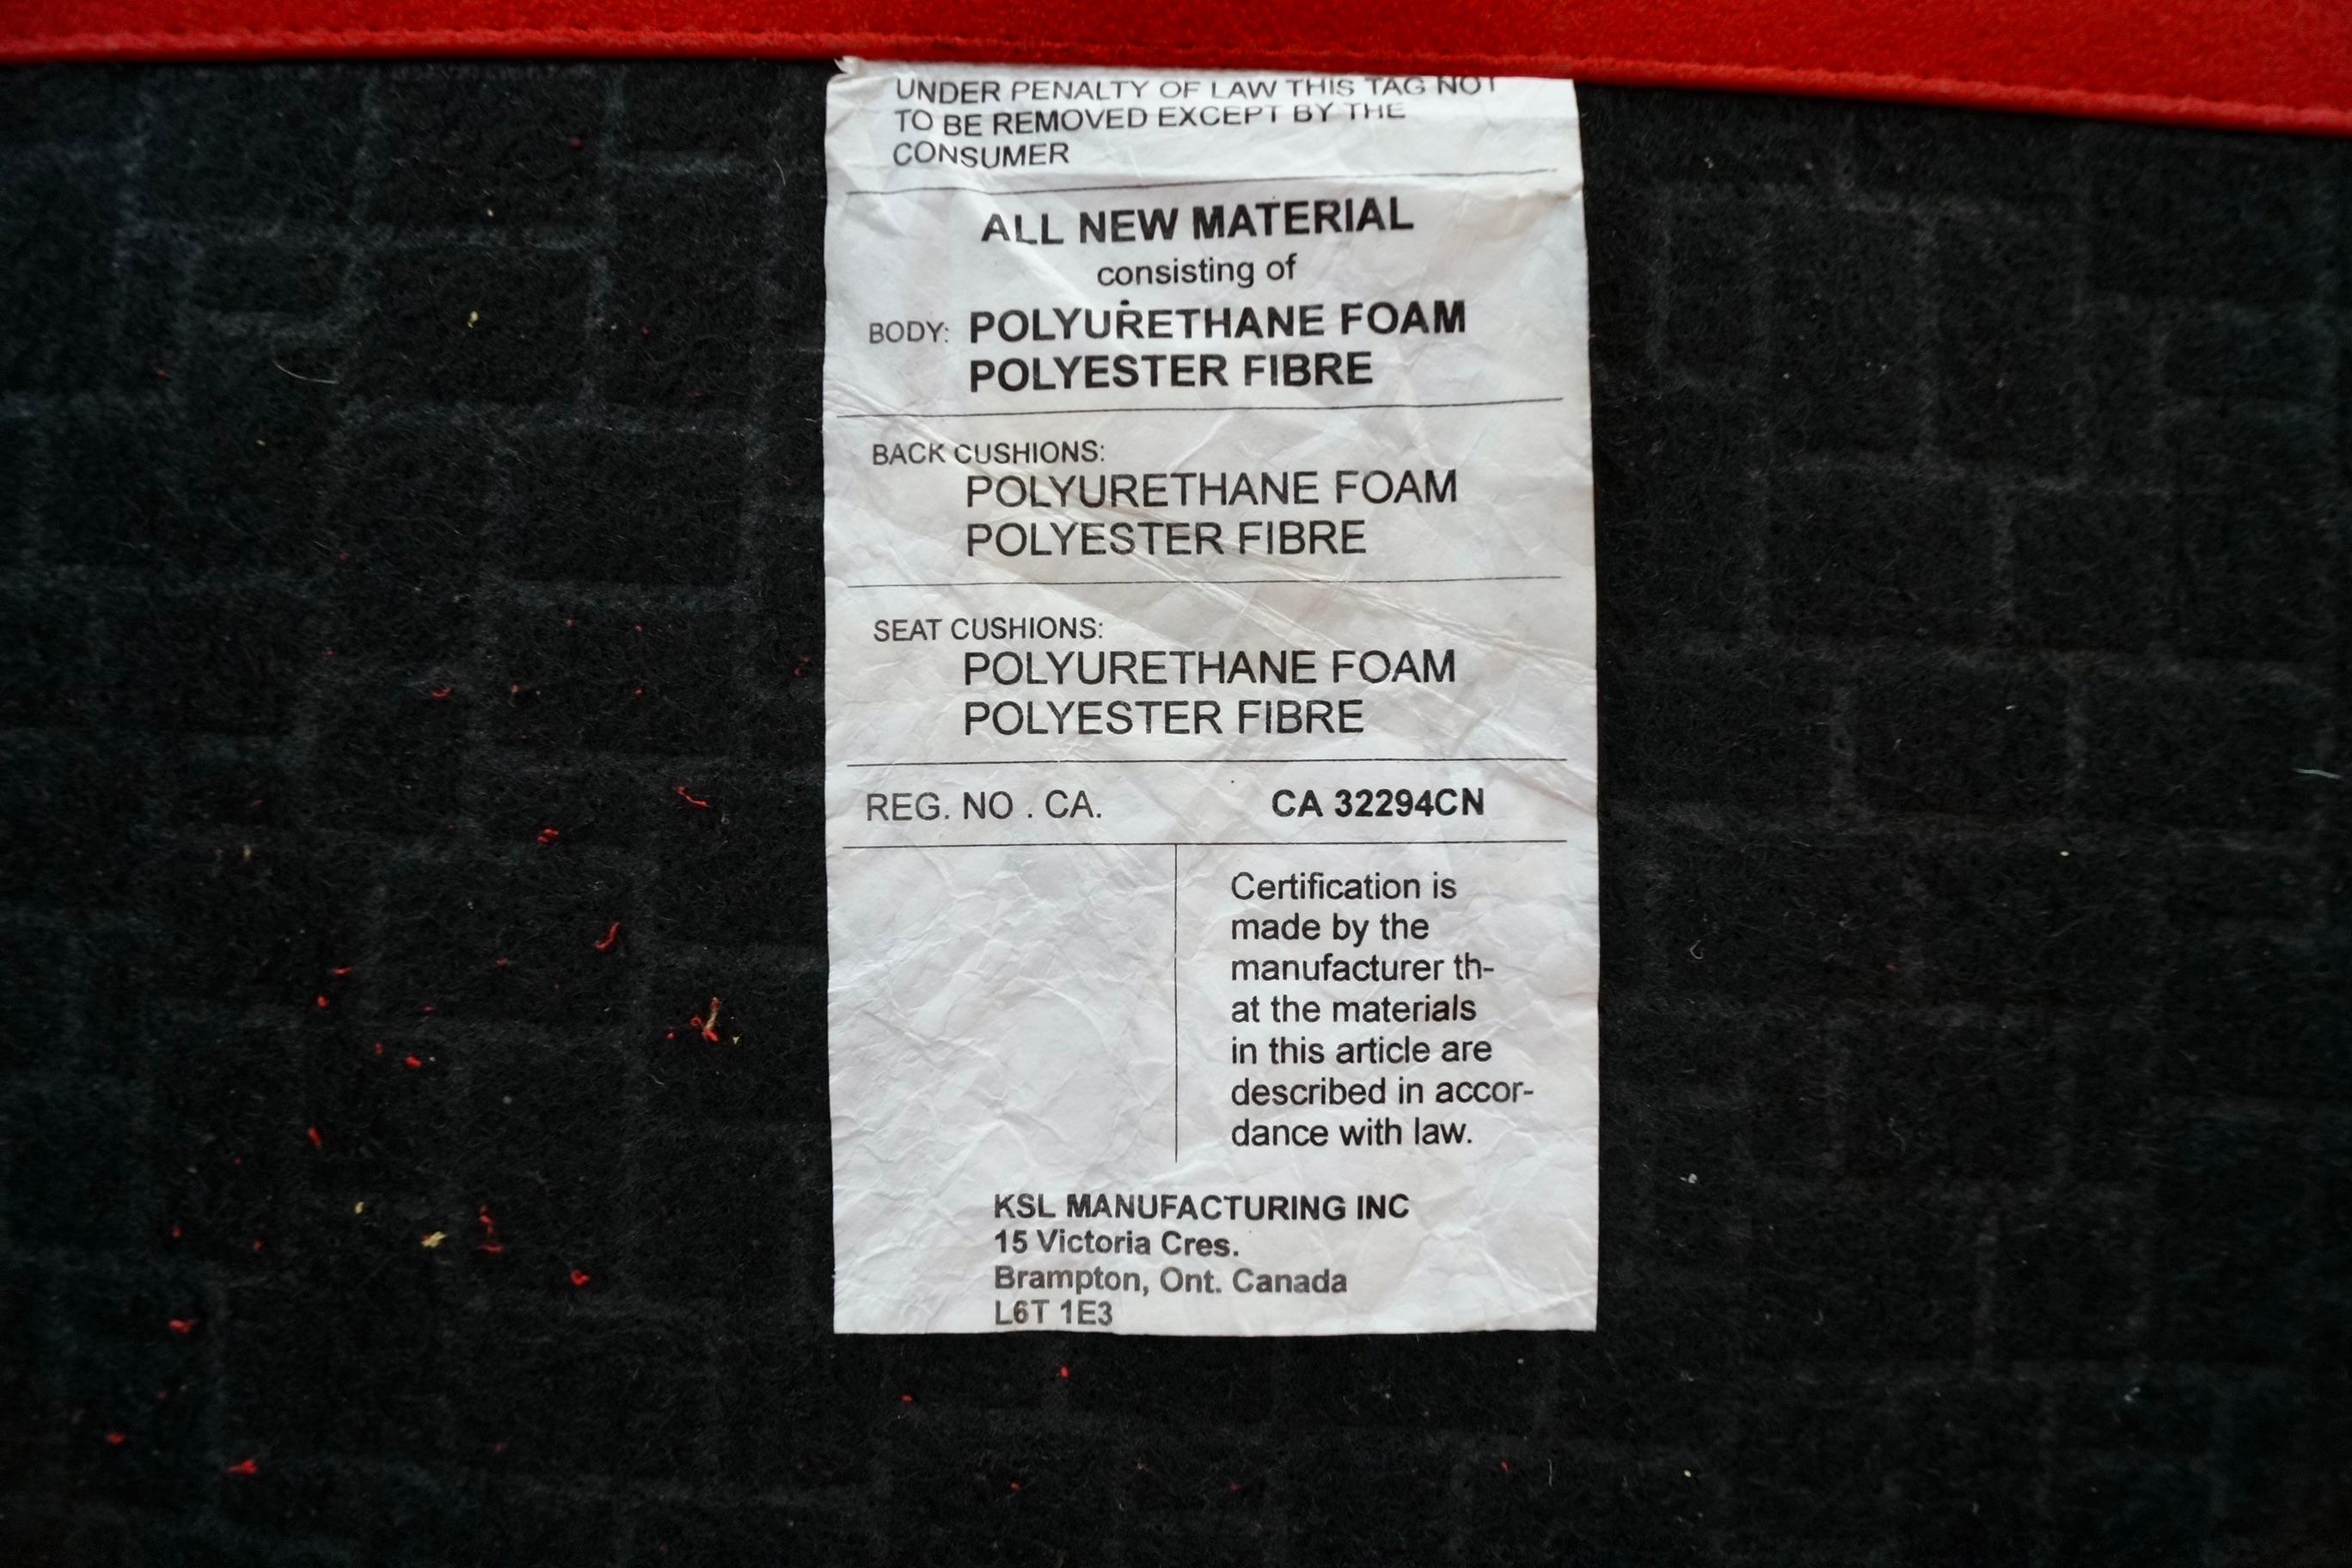 UNDER PENALTY OF LAW THIS TAG NOT
TO BE REMOVED EXCEPT BY THE
CONSUMER
ALL NEW MATERIAL
consisting of
BODY: POLYURETHANE FOAM
POLYESTER FIBRE
BACK CUSHIONS:
POLYURETHANE FOAM
POLYESTER FIBRE
SEAT CUSHIONS:
POLYURETHANE FOAM
POLYESTER FIBRE
REG. NO . CA. CA 32294CN
Certification is
made by the
manufacturer th-
at the materials
in this article are
described in accor-
dance with law.
KSL MANUFACTURING INC
15 Victoria Cres.
Brampton, Ont. Canada
L6T 1E3